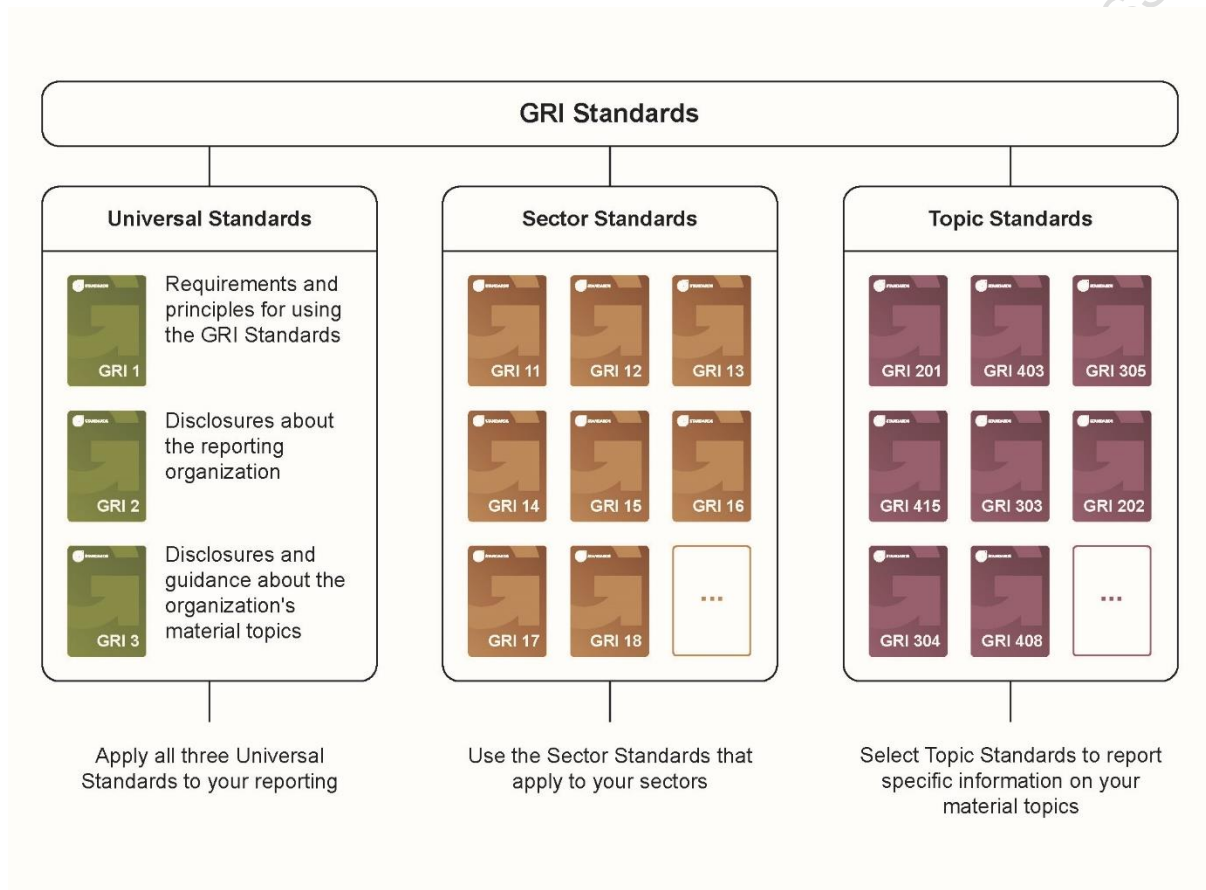 GRI Standards
Universal Standards
GRI 1
Requirements and
principles for using
the GRI Standards
GRI 2
Disclosures about
the reporting
organization
GRI 3
Disclosures and
guidance about the
organization's
material topics
Apply all three Universal
Standards to your reporting
Sector Standards
GRI 11
GRI 12
GRI 13
GRI 14
GRI 15
GRI 16
GRI 17
GRI 18
...
Use the Sector Standards that
apply to your sectors
Topic Standards
GRI 201
GRI 403
GRI 305
GRI 415
GRI 303
GRI 202
GRI 304
GRI 408
...
Select Topic Standards to report
specific information on your
material topics